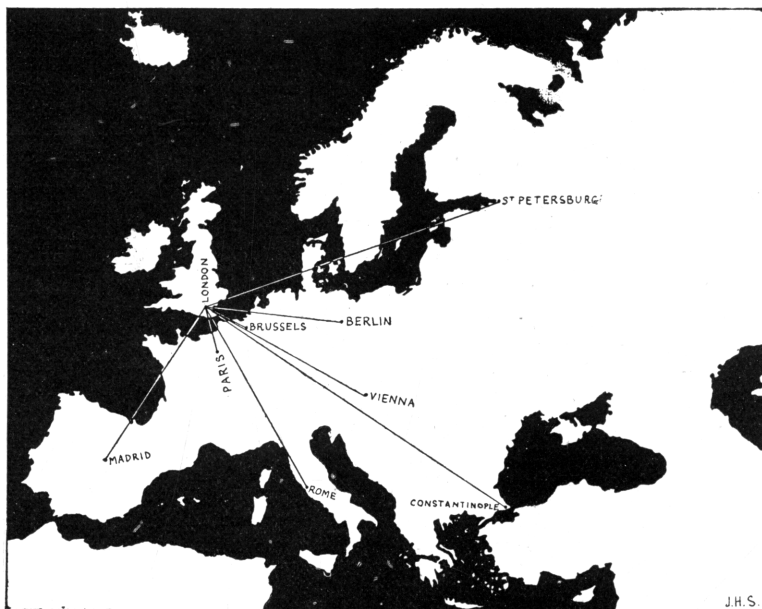 Sᵀ PETERSBURG
LONDON
BRUSSELS
BERLIN
PARIS
VIENNA
MADRID
ROME
CONSTANTINOPLE
J.H.S.